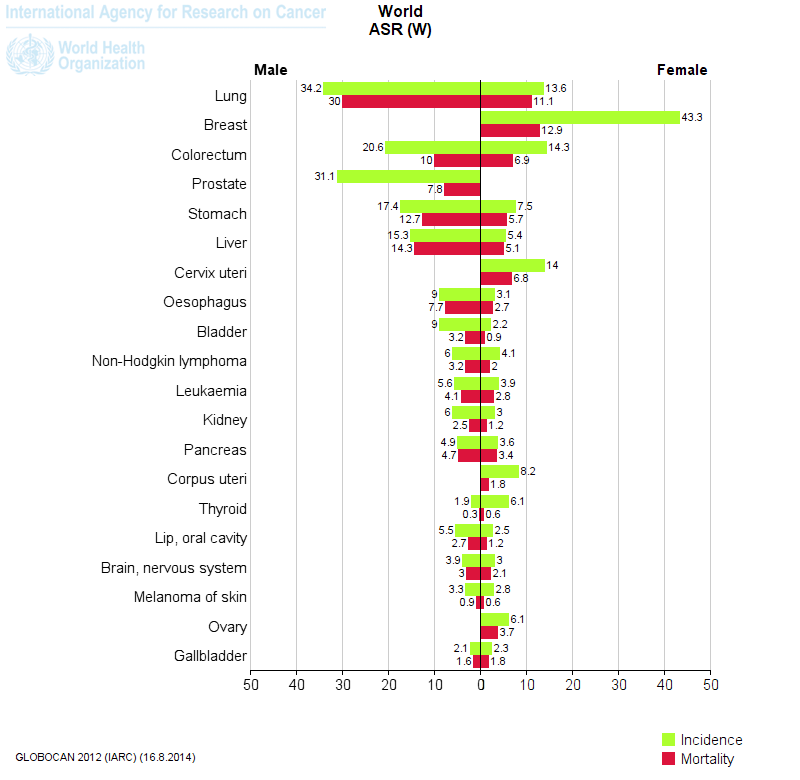 International Agency for Research on Cancer
World Health
Organization
World
ASR (W)
Male
Female
Lung
34.2
13.6
30
11.1
Breast
43.3
12.9
Colorectum
20.6
14.3
10
6.9
Prostate
31.1
7.8
Stomach
17.4
7.5
12.7
5.7
Liver
15.3
5.4
14.3
5.1
Cervix uteri
14
6.8
Oesophagus
9
3.1
7.7
2.7
Bladder
9
2.2
3.2
0.9
Non-Hodgkin lymphoma
6
4.1
3.2
2
Leukaemia
5.6
3.9
4.1
2.8
Kidney
6
3
2.5
1.2
Pancreas
4.9
3.6
4.7
3.4
Corpus uteri
8.2
1.8
Thyroid
1.9
6.1
0.3
0.6
Lip, oral cavity
5.5
2.5
2.7
1.2
Brain, nervous system
3.9
3
3
2.1
Melanoma of skin
3.3
2.8
0.9
0.6
Ovary
6.1
3.7
Gallbladder
2.1
2.3
1.6
1.8
50 40 30 20 10 0 10 20 30 40 50
Incidence
Mortality
GLOBOCAN 2012 (IARC) (16.8.2014)